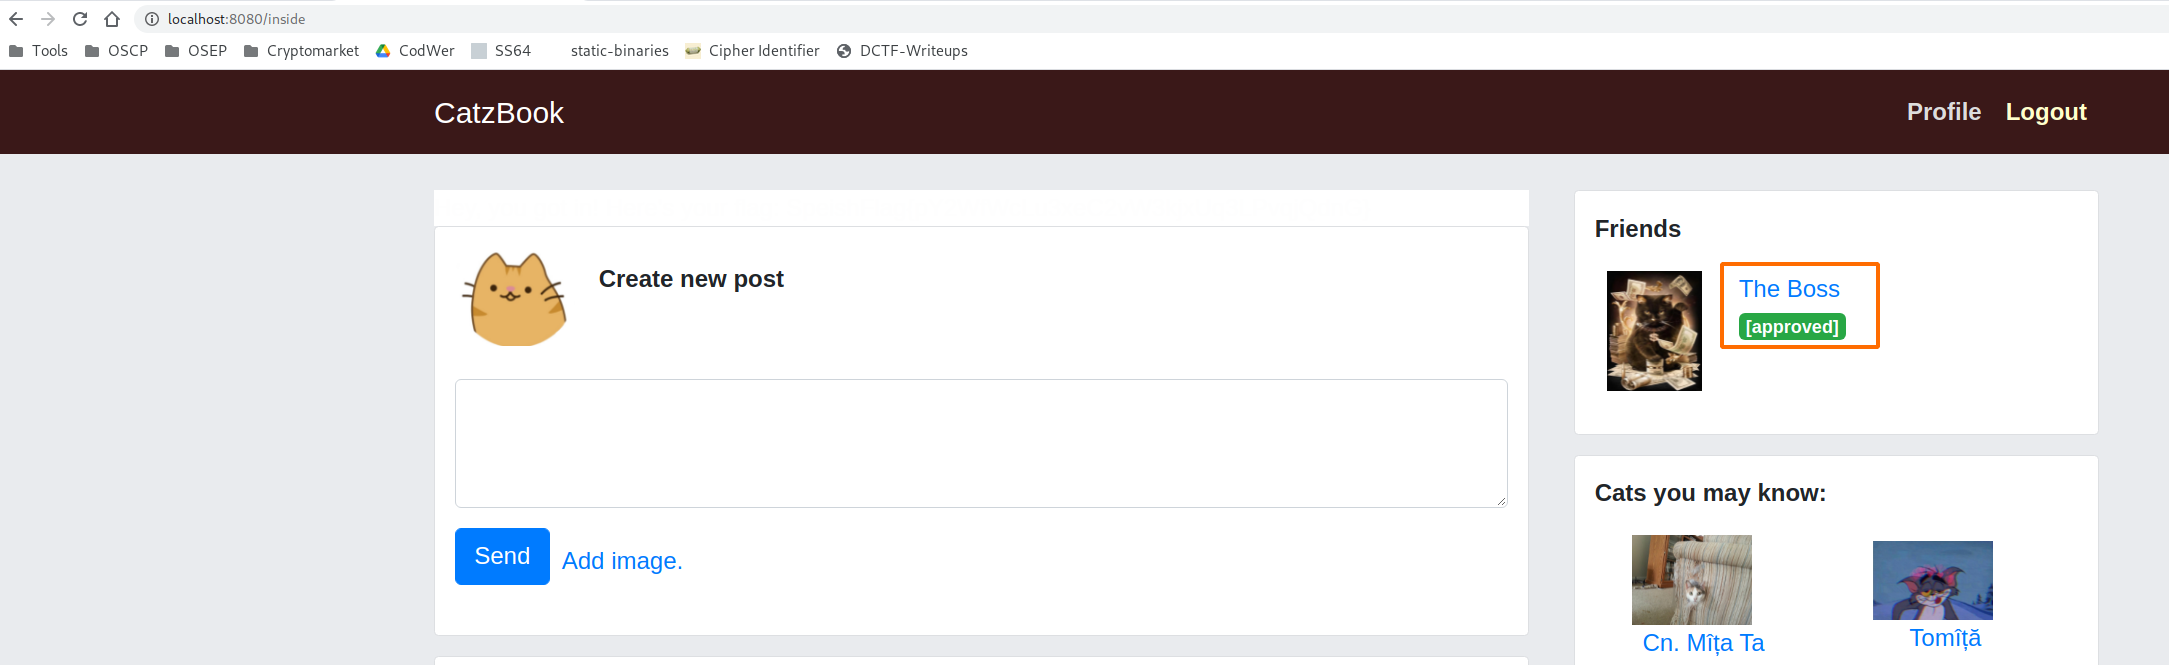 localhost:8080/inside
Tools OSCP OSEP Cryptomarket CodWer SS64 static-binaries Cipher Identifier DCTF-Writeups
CatzBook Profile Logout
Create new post
Send Add image.
Friends
The Boss
[approved]
Cats you may know:
Cn. Mîța Ta Tomîță